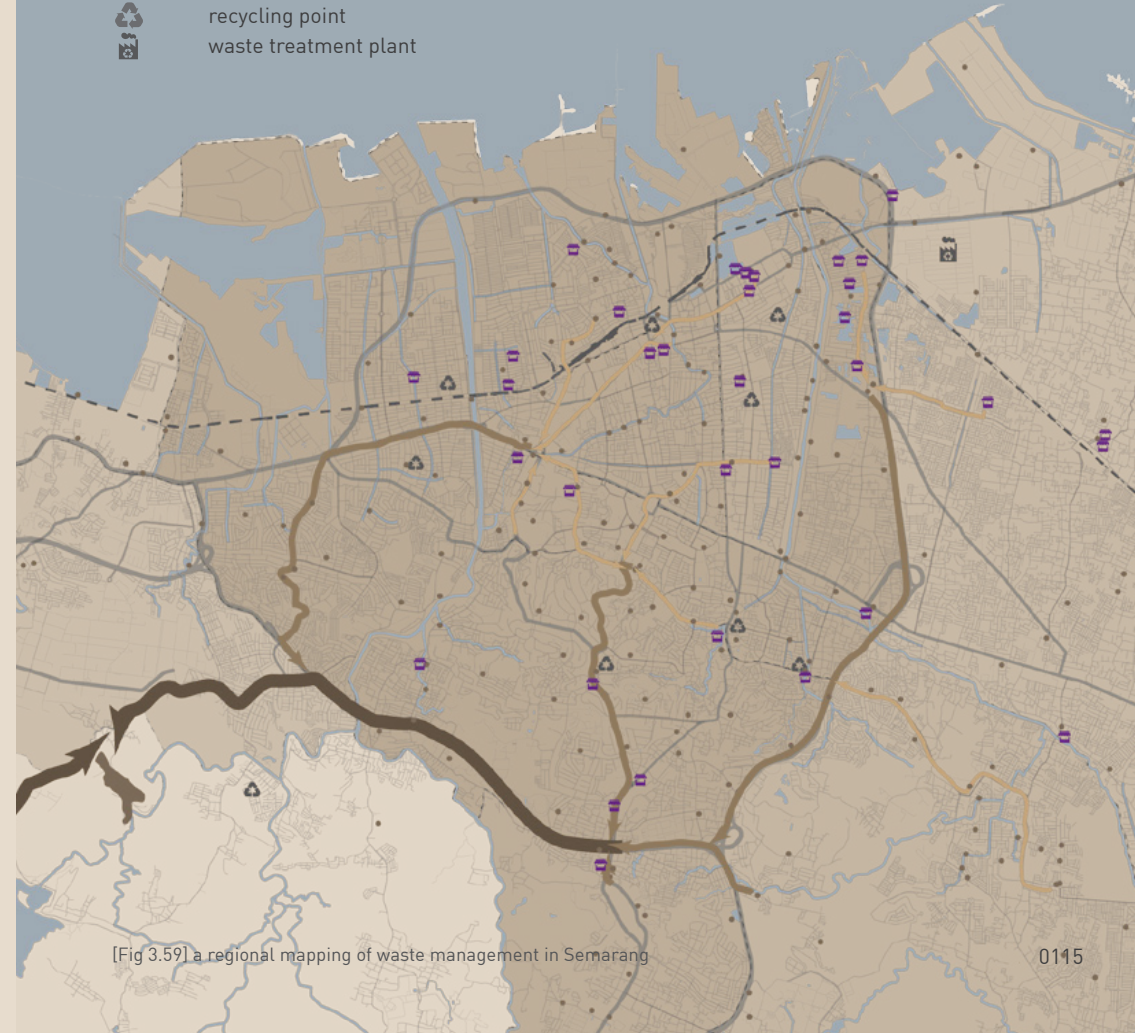 recycling point
waste treatment plant
[Fig 3.59] a regional mapping of waste management in Semarang
0115